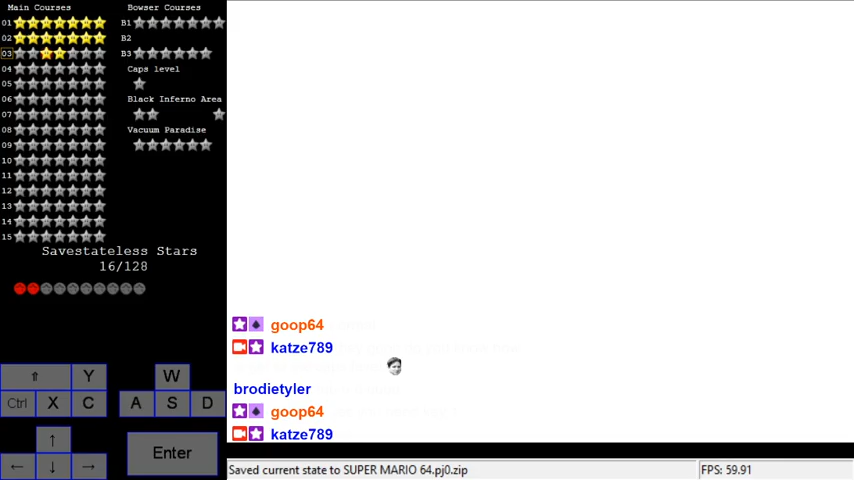 Main Courses
Bowser Courses
01
B1
02
B2
03
B3
04
Caps level
05
06
Black Inferno Area
07
08
Vacuum Paradise
09
10
11
12
13
14
15
Savestateless Stars
16/128
goop64
katze789
brodietyler
goop64
katze789
⇑
Y
W
Ctrl
X
C
A
S
D
↑
Enter
←
↓
→
Saved current state to SUPER MARIO 64.pj0.zip
FPS: 59.91